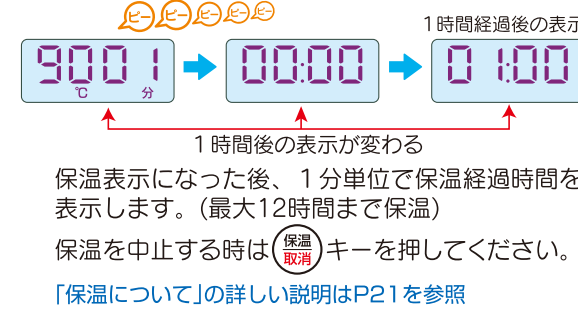 ピー ピー ピー ピー ピー
1時間経過後の表示
9001 00:00 01:00
℃ 分
1時間後の表示が変わる
保温表示になった後、1分単位で保温経過時間を
表示します。(最大12時間まで保温)
保温を中止する時は保温取消キーを押してください。
「保温について」の詳しい説明はP21を参照